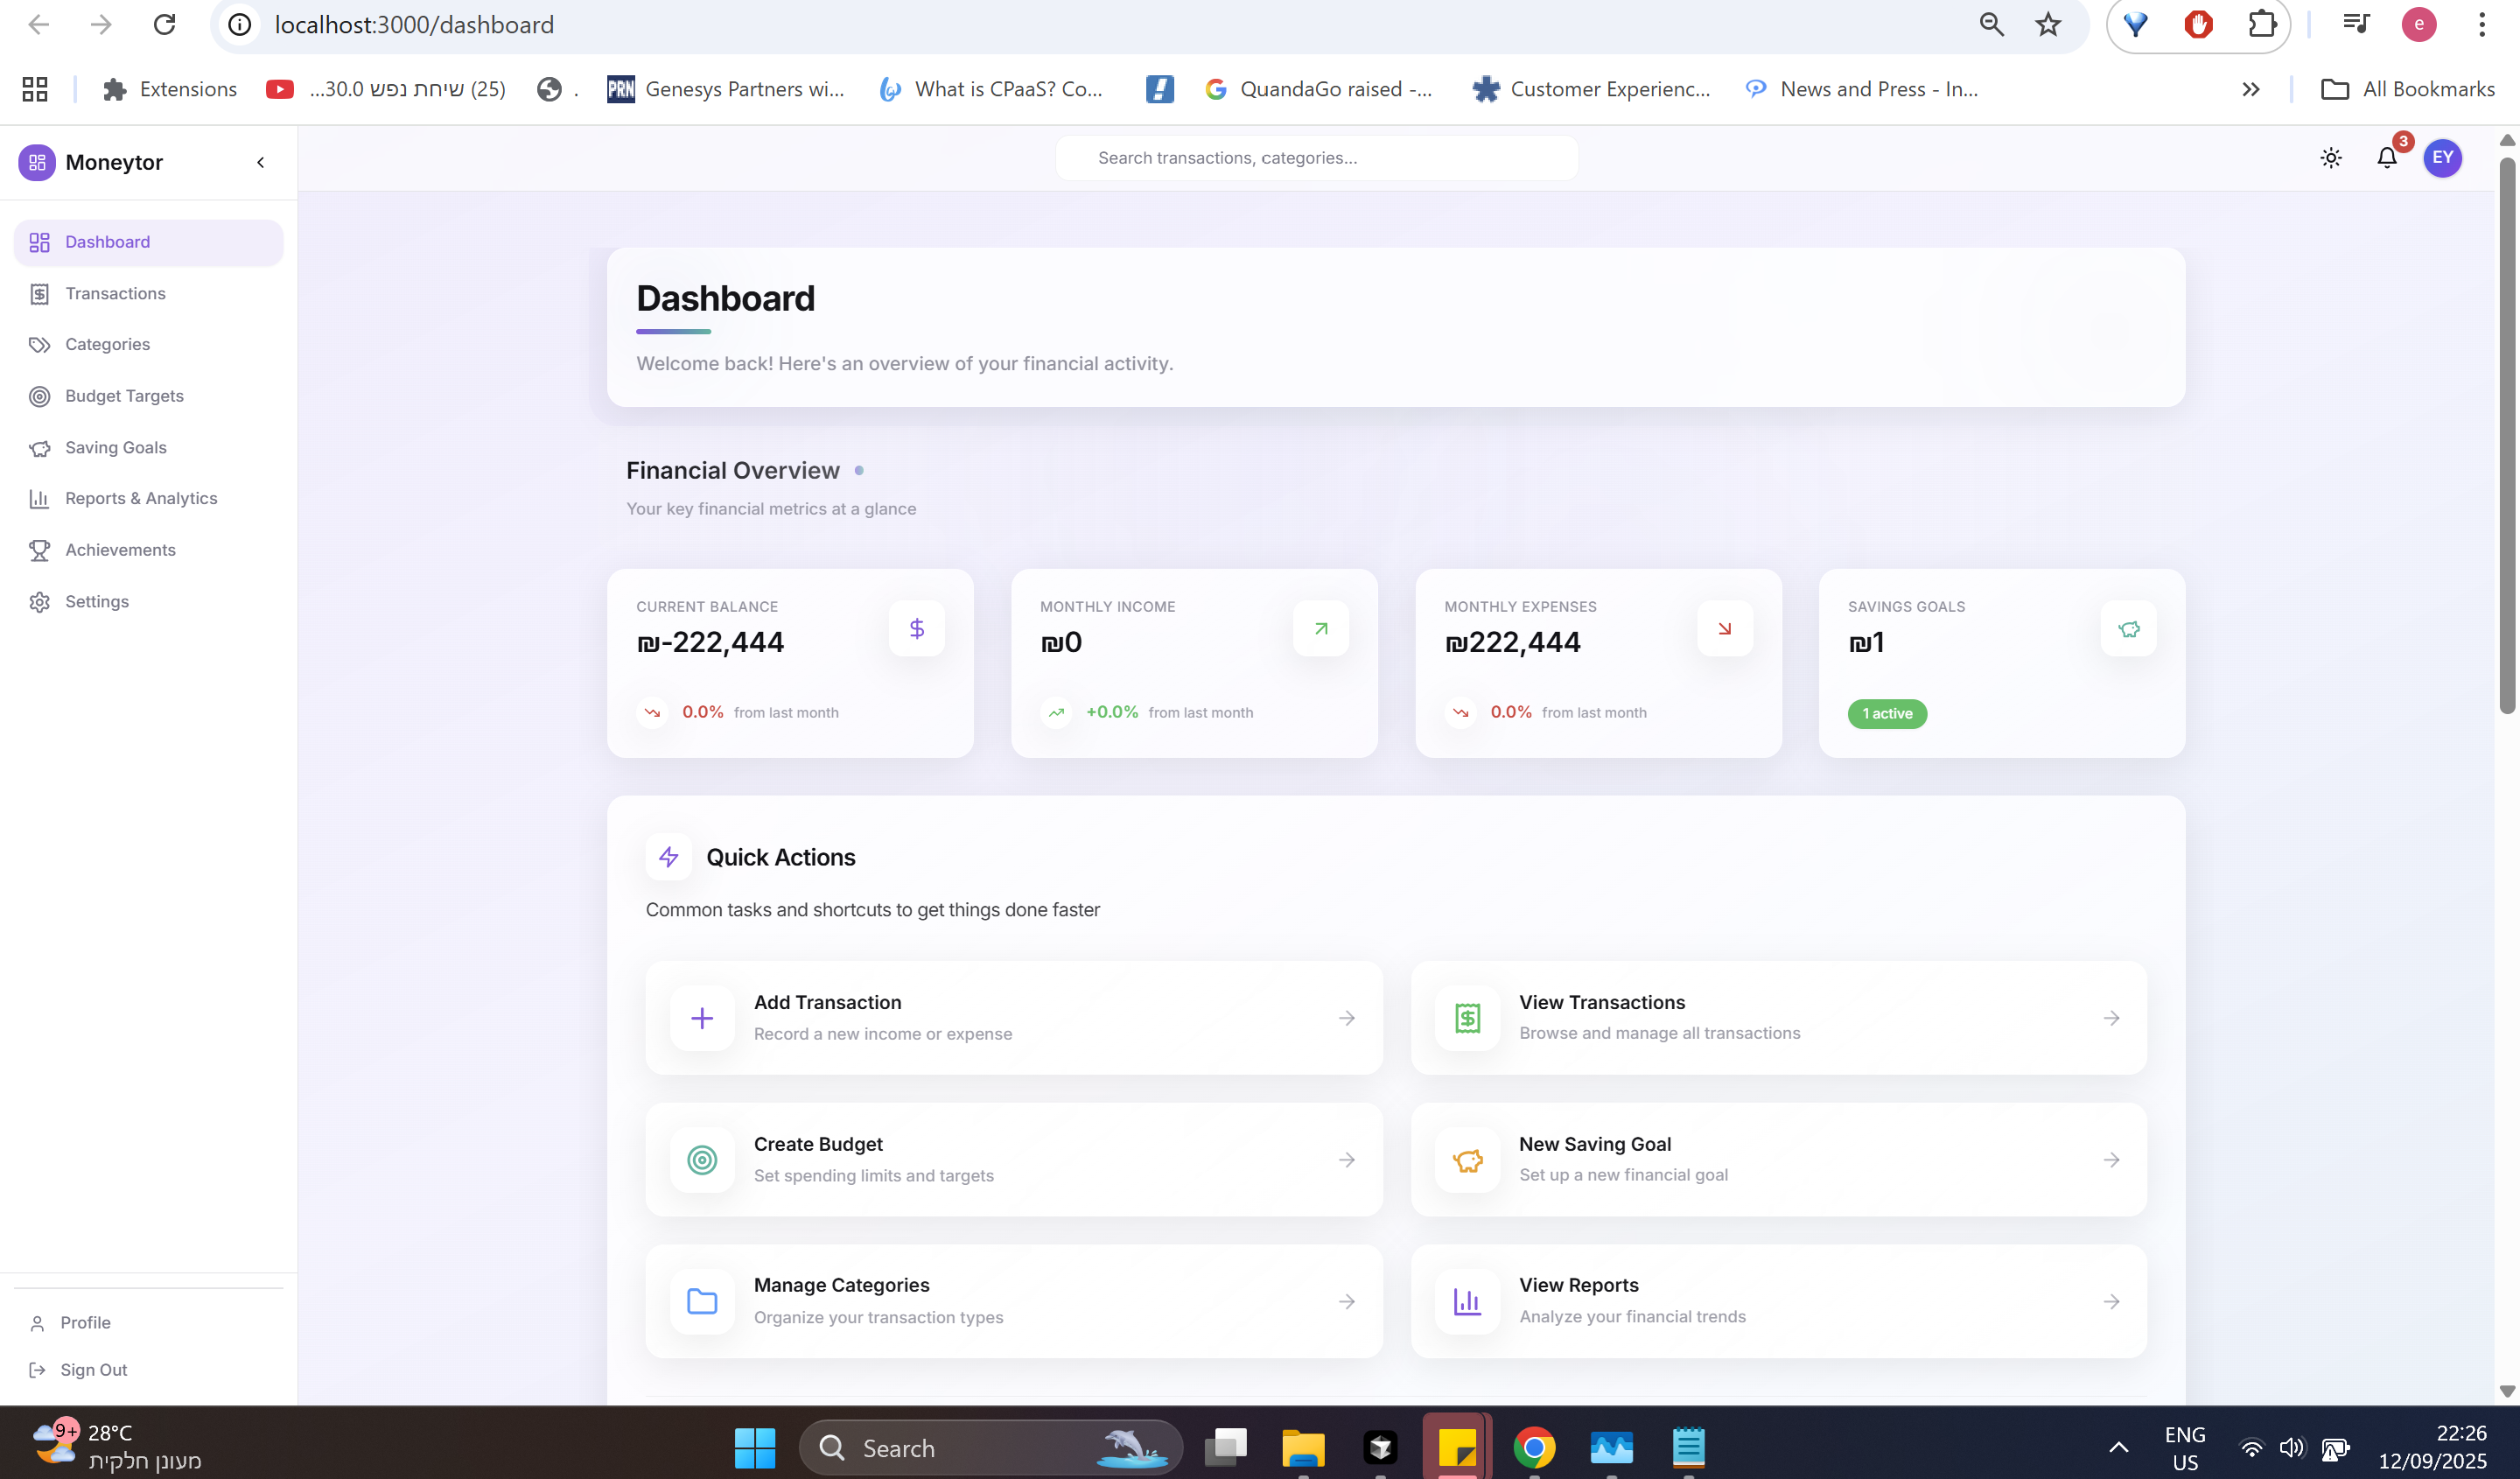 localhost:3000/dashboard
e
Extensions
...30.0 שיחת נפש (25)
.
PRN
Genesys Partners wi...
What is CPaaS? Co...
QuandaGo raised -...
Customer Experienc...
News and Press - In...
All Bookmarks
Moneytor
Search transactions, categories...
3
EY
Dashboard
Transactions
Categories
Budget Targets
Saving Goals
Reports & Analytics
Achievements
Settings
Profile
Sign Out
Dashboard
Welcome back! Here's an overview of your financial activity.
Financial Overview
Your key financial metrics at a glance
CURRENT BALANCE
₪-222,444
0.0% from last month
MONTHLY INCOME
₪0
+0.0% from last month
MONTHLY EXPENSES
₪222,444
0.0% from last month
SAVINGS GOALS
₪1
1 active
Quick Actions
Common tasks and shortcuts to get things done faster
Add Transaction
Record a new income or expense
View Transactions
Browse and manage all transactions
Create Budget
Set spending limits and targets
New Saving Goal
Set up a new financial goal
Manage Categories
Organize your transaction types
View Reports
Analyze your financial trends
9+
28°C
מעונן חלקית
Search
ENG
US
22:26
12/09/2025